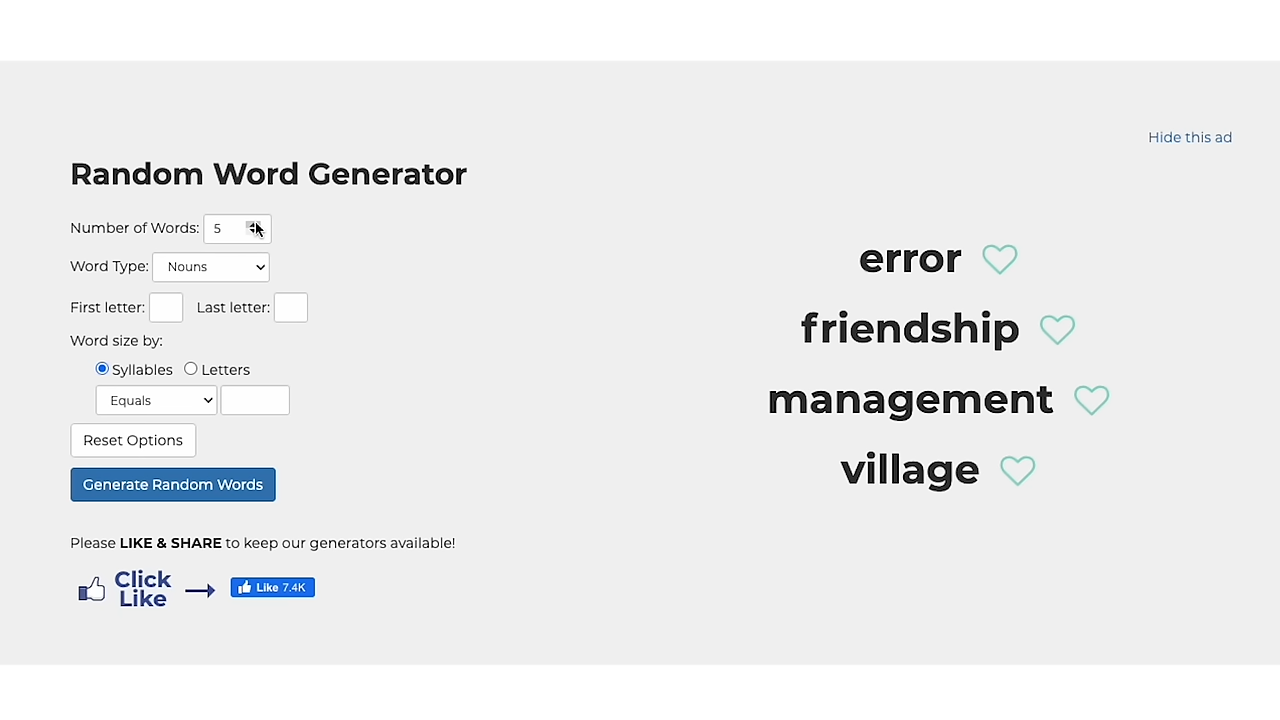 Hide this ad
Random Word Generator
Number of Words: 5
Word Type: Nouns
First letter: Last letter:
Word size by:
Syllables Letters
Equals
Reset Options
Generate Random Words
Please LIKE & SHARE to keep our generators available!
Click
Like
Like 7.4K
error
friendship
management
village